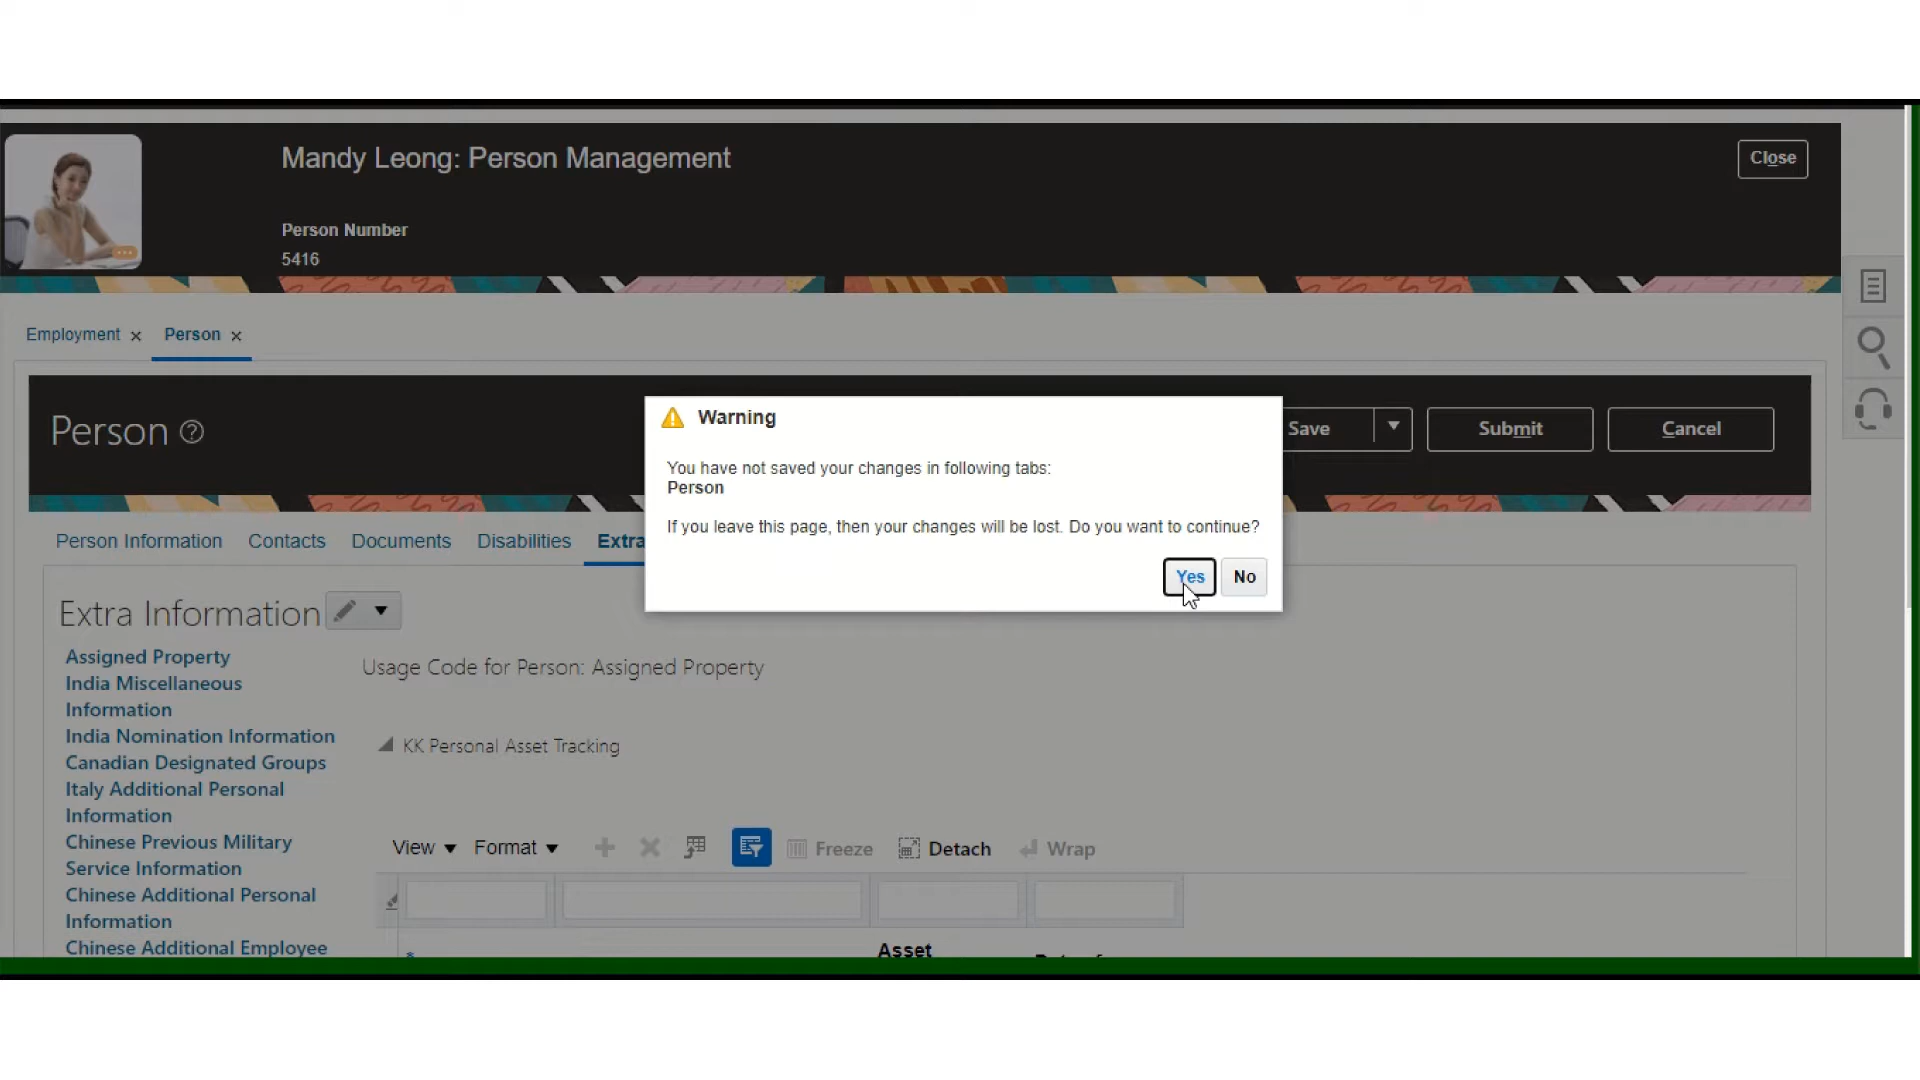 Mandy Leong: Person Management
Close
Person Number
5416
Employment
Person
Person
Save
Submit
Cancel
Warning
You have not saved your changes in following tabs:
Person
If you leave this page, then your changes will be lost. Do you want to continue?
Yes
No
Person Information
Contacts
Documents
Disabilities
Extra
Extra Information
Assigned Property
India Miscellaneous
Information
India Nomination Information
Canadian Designated Groups
Italy Additional Personal
Information
Chinese Previous Military
Service Information
Chinese Additional Personal
Information
Chinese Additional Employee
Usage Code for Person: Assigned Property
KK Personal Asset Tracking
View
Format
Freeze
Detach
Wrap
*
Asset